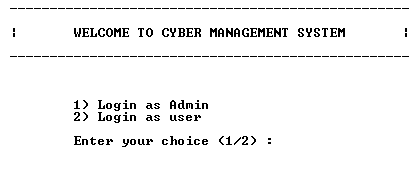 WELCOME TO CYBER MANAGEMENT SYSTEM
1) Login as Admin
2) Login as user
Enter your choice (1/2) :